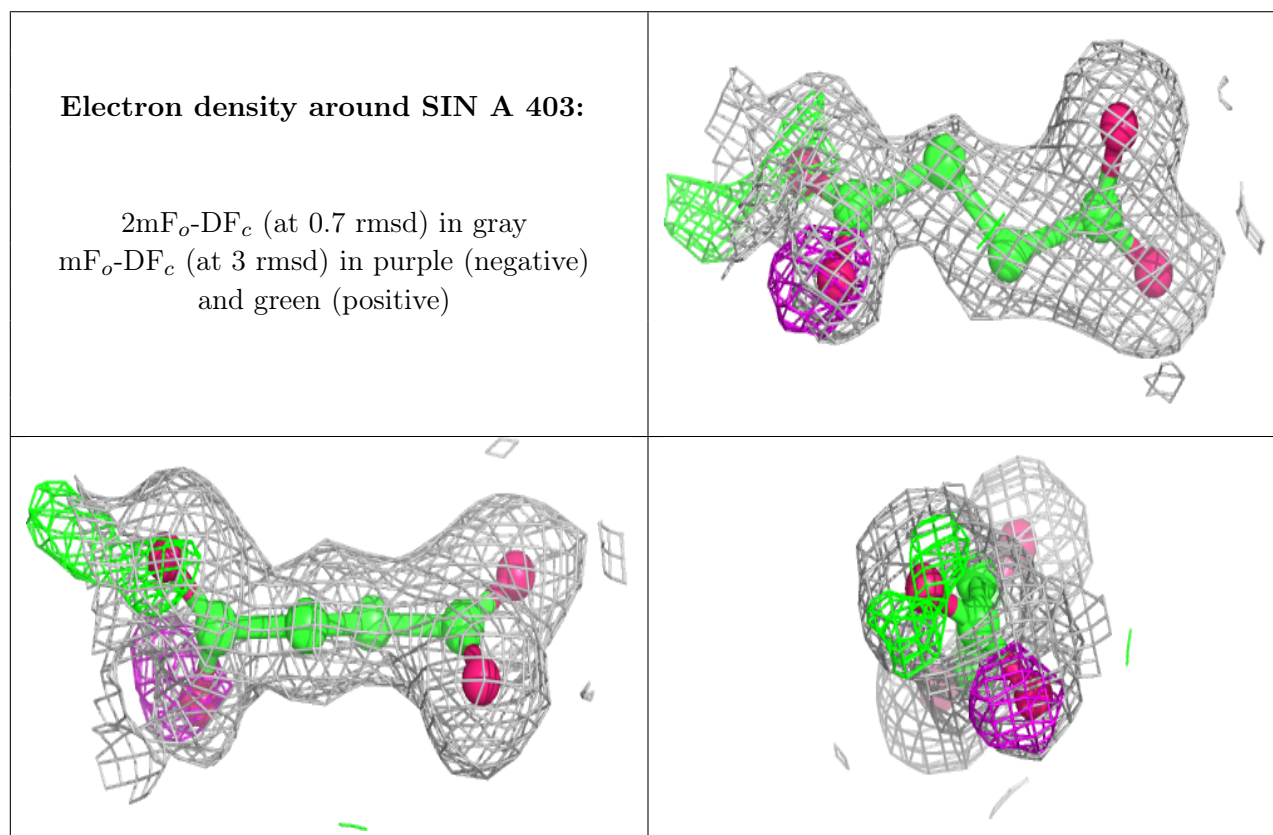 Electron density around SIN A 403:
2mFo-DFc (at 0.7 rmsd) in gray
mFo-DFc (at 3 rmsd) in purple (negative)
and green (positive)